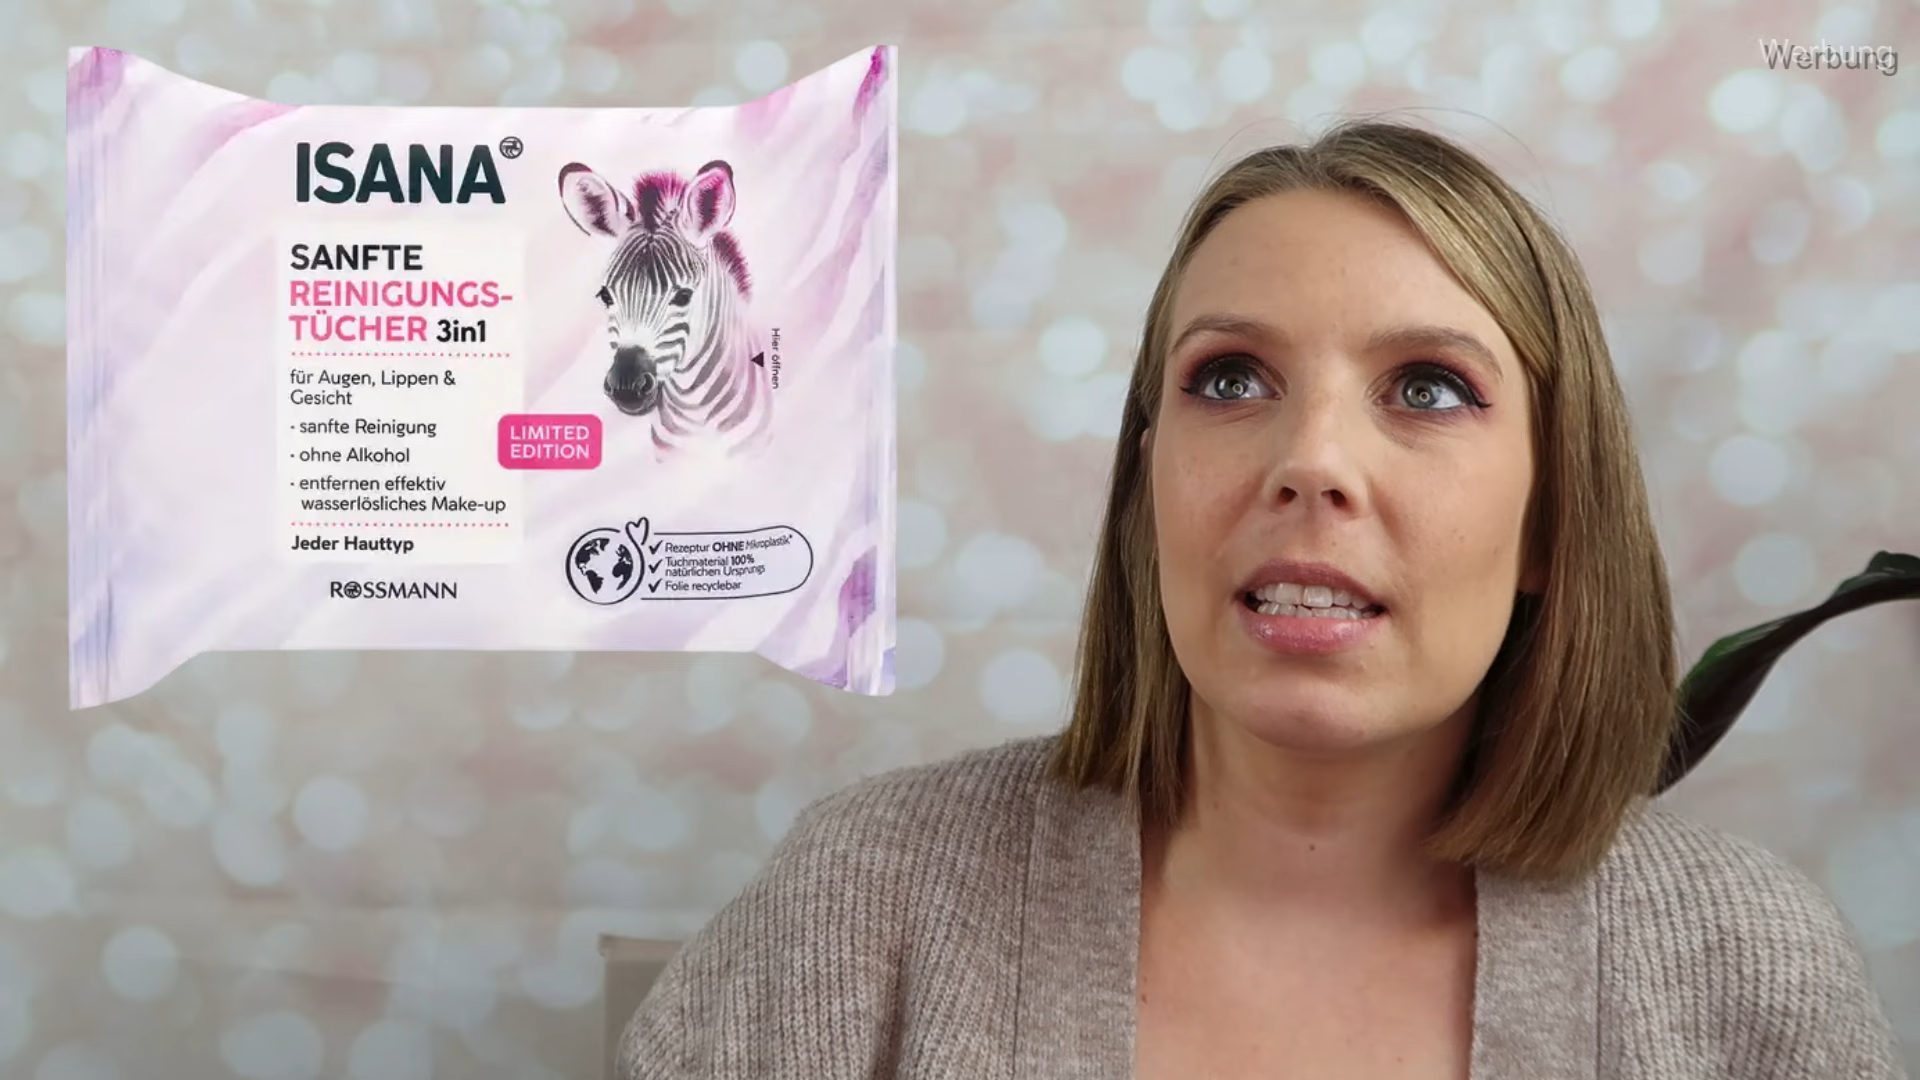 Werbung
ISANA
SANFTE
REINIGUNGS-
TÜCHER 3in1
für Augen, Lippen &
Gesicht
· sanfte Reinigung
· ohne Alkohol
· entfernen effektiv
wasserlösliches Make-up
Jeder Hauttyp
ROSSMANN
LIMITED
EDITION
Hier öffnen
Rezeptur OHNE Mikroplastik*
Tuchmaterial 100%
natürlichen Ursprungs
Folie recyclebar